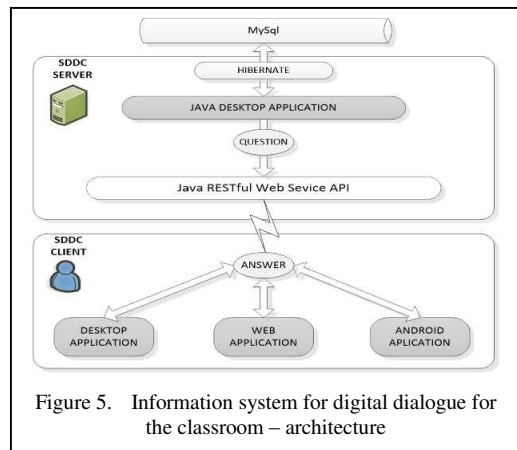 MySql
SDDC
SERVER
HIBERNATE
JAVA DESKTOP APPLICATION
QUESTION
Java RESTful Web Sevice API
SDDC
CLIENT
ANSWER
DESKTOP
APPLICATION
WEB
APPLICATION
ANDROID
APLICATION
Figure 5. Information system for digital dialogue for
the classroom – architecture